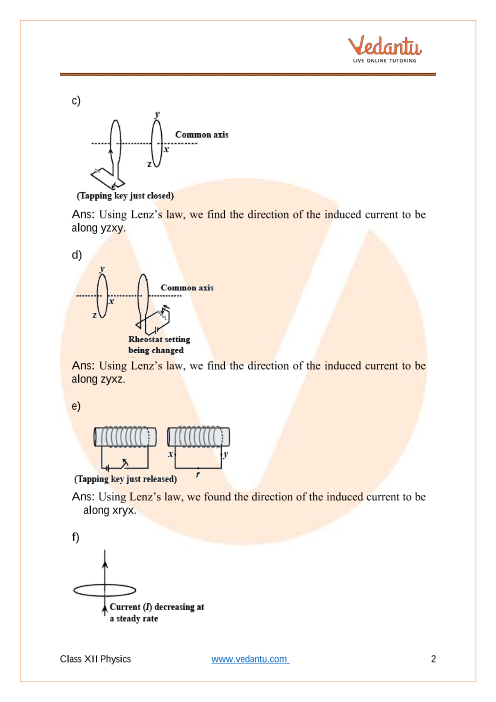 Vedantu
LIVE ONLINE TUTORING
c)
y
Common axis
x
z
(Tapping key just closed)
Ans: Using Lenz's law, we find the direction of the induced current to be
along yzxy.
d)
y
Common axis
x
z
Rheostat setting
being changed
Ans: Using Lenz's law, we find the direction of the induced current to be
along zyxz.
e)
x
y
r
(Tapping key just released)
Ans: Using Lenz's law, we found the direction of the induced current to be
along xryx.
f)
Current (I) decreasing at
a steady rate
Class XII Physics www.vedantu.com 2